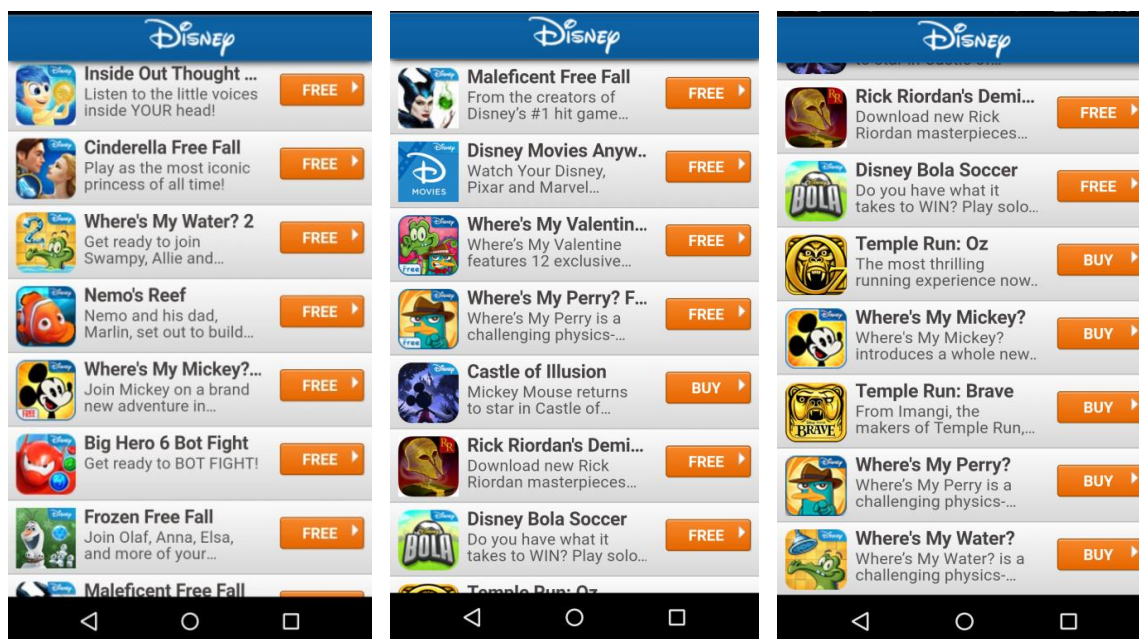 Disney
Inside Out Thought ...
Listen to the little voices
inside YOUR head!
FREE
Cinderella Free Fall
Play as the most iconic
princess of all time!
FREE
Where's My Water? 2
Get ready to join
Swampy, Allie and...
FREE
Nemo's Reef
Nemo and his dad,
Marlin, set out to build...
FREE
Where's My Mickey?...
Join Mickey on a brand
new adventure in...
FREE
Big Hero 6 Bot Fight
Get ready to BOT FIGHT!
FREE
Frozen Free Fall
Join Olaf, Anna, Elsa,
and more of your...
FREE
Maleficent Free Fall
Disney
Maleficent Free Fall
From the creators of
Disney's #1 hit game...
FREE
MOVIES
Disney Movies Anyw..
Watch Your Disney,
Pixar and Marvel...
FREE
Free
Where's My Valentin...
Where's My Valentine
features 12 exclusive...
FREE
Free
Where's My Perry? F...
Where's My Perry is a
challenging physics-...
FREE
Castle of Illusion
Mickey Mouse returns
to star in Castle of...
BUY
RR
Rick Riordan's Demi...
Download new Rick
Riordan masterpieces...
FREE
BOLA
Disney Bola Soccer
Do you have what it
takes to WIN? Play solo...
FREE
Temple Run: Oz
Disney
to star in Castle of...
RR
Rick Riordan's Demi...
Download new Rick
Riordan masterpieces...
FREE
BOLA
Disney Bola Soccer
Do you have what it
takes to WIN? Play solo...
FREE
Temple Run: Oz
The most thrilling
running experience now..
BUY
Where's My Mickey?
Where's My Mickey?
introduces a whole new..
BUY
BRAVE
Temple Run: Brave
From Imangi, the
makers of Temple Run,...
BUY
Where's My Perry?
Where's My Perry is a
challenging physics-...
BUY
Where's My Water?
Where's My Water? is a
challenging physics-...
BUY